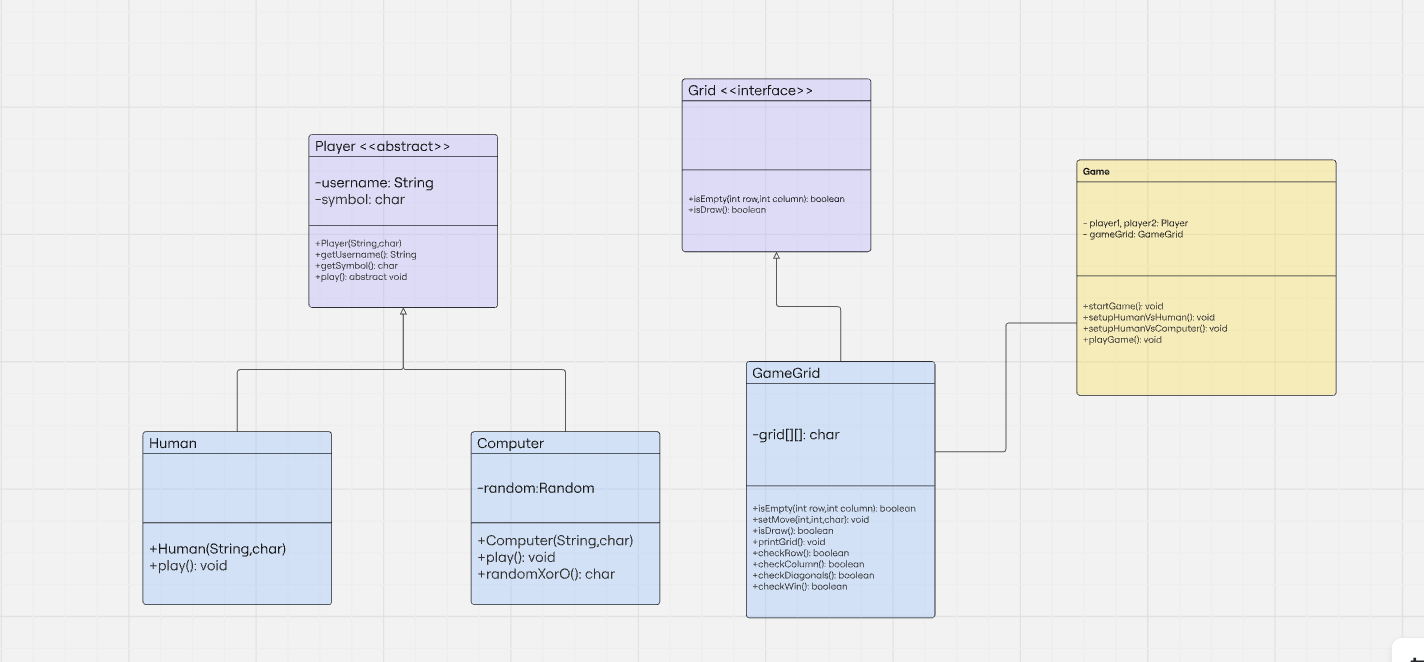 Player <<abstract>>
-username: String
-symbol: char
+Player(String,char)
+getUsername(): String
+getSymbol(): char
+play(): abstract void
Grid <<interface>>
+isEmpty(int row,int column): boolean
+isDraw(): boolean
Game
- player1, player2: Player
- gameGrid: GameGrid
+startGame(): void
+setupHumanVsHuman(): void
+setupHumanVsComputer(): void
+playGame(): void
Human
+Human(String,char)
+play(): void
Computer
-random:Random
+Computer(String,char)
+play(): void
+randomXorO(): char
GameGrid
-grid[][]: char
+isEmpty(int row,int column): boolean
+setMove(int,int,char): void
+isDraw(): boolean
+printGrid(): void
+checkRow(): boolean
+checkColumn(): boolean
+checkDiagonals(): boolean
+checkWin(): boolean